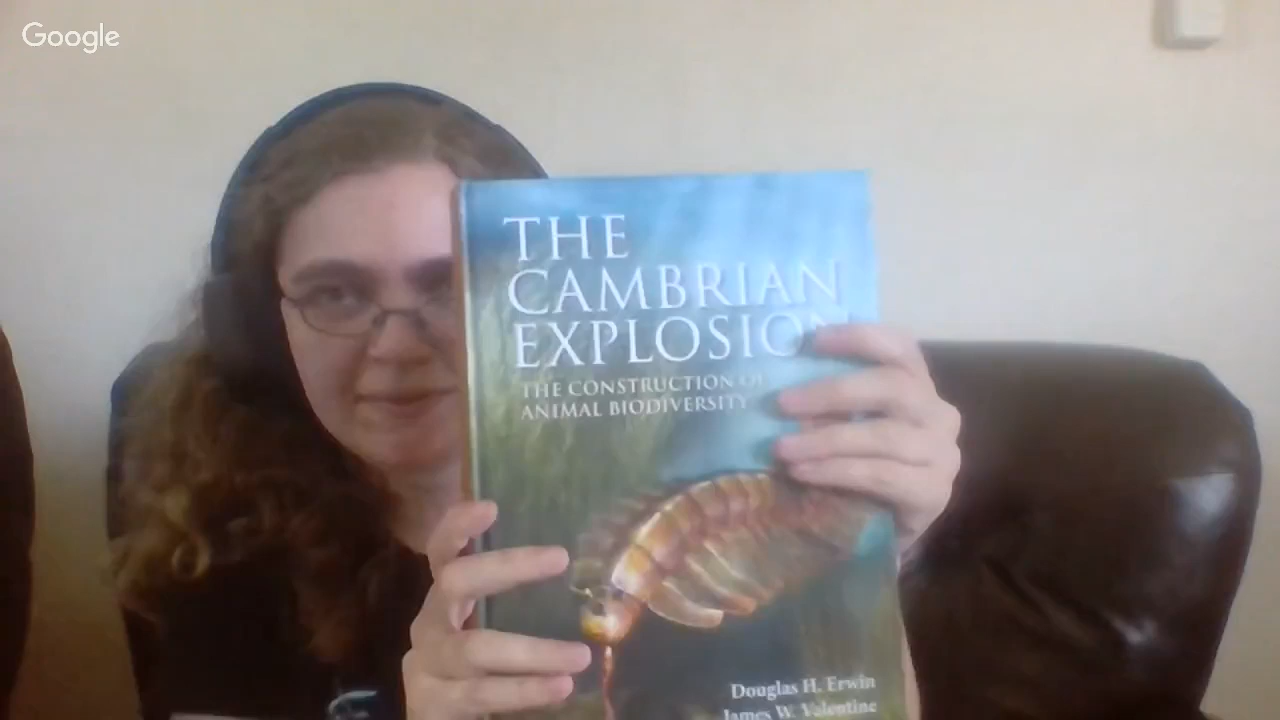 Google
THE
CAMBRIAN
EXPLOSION
THE CONSTRUCTION OF
ANIMAL BIODIVERSITY
Douglas H. Erwin
James W. Valentine